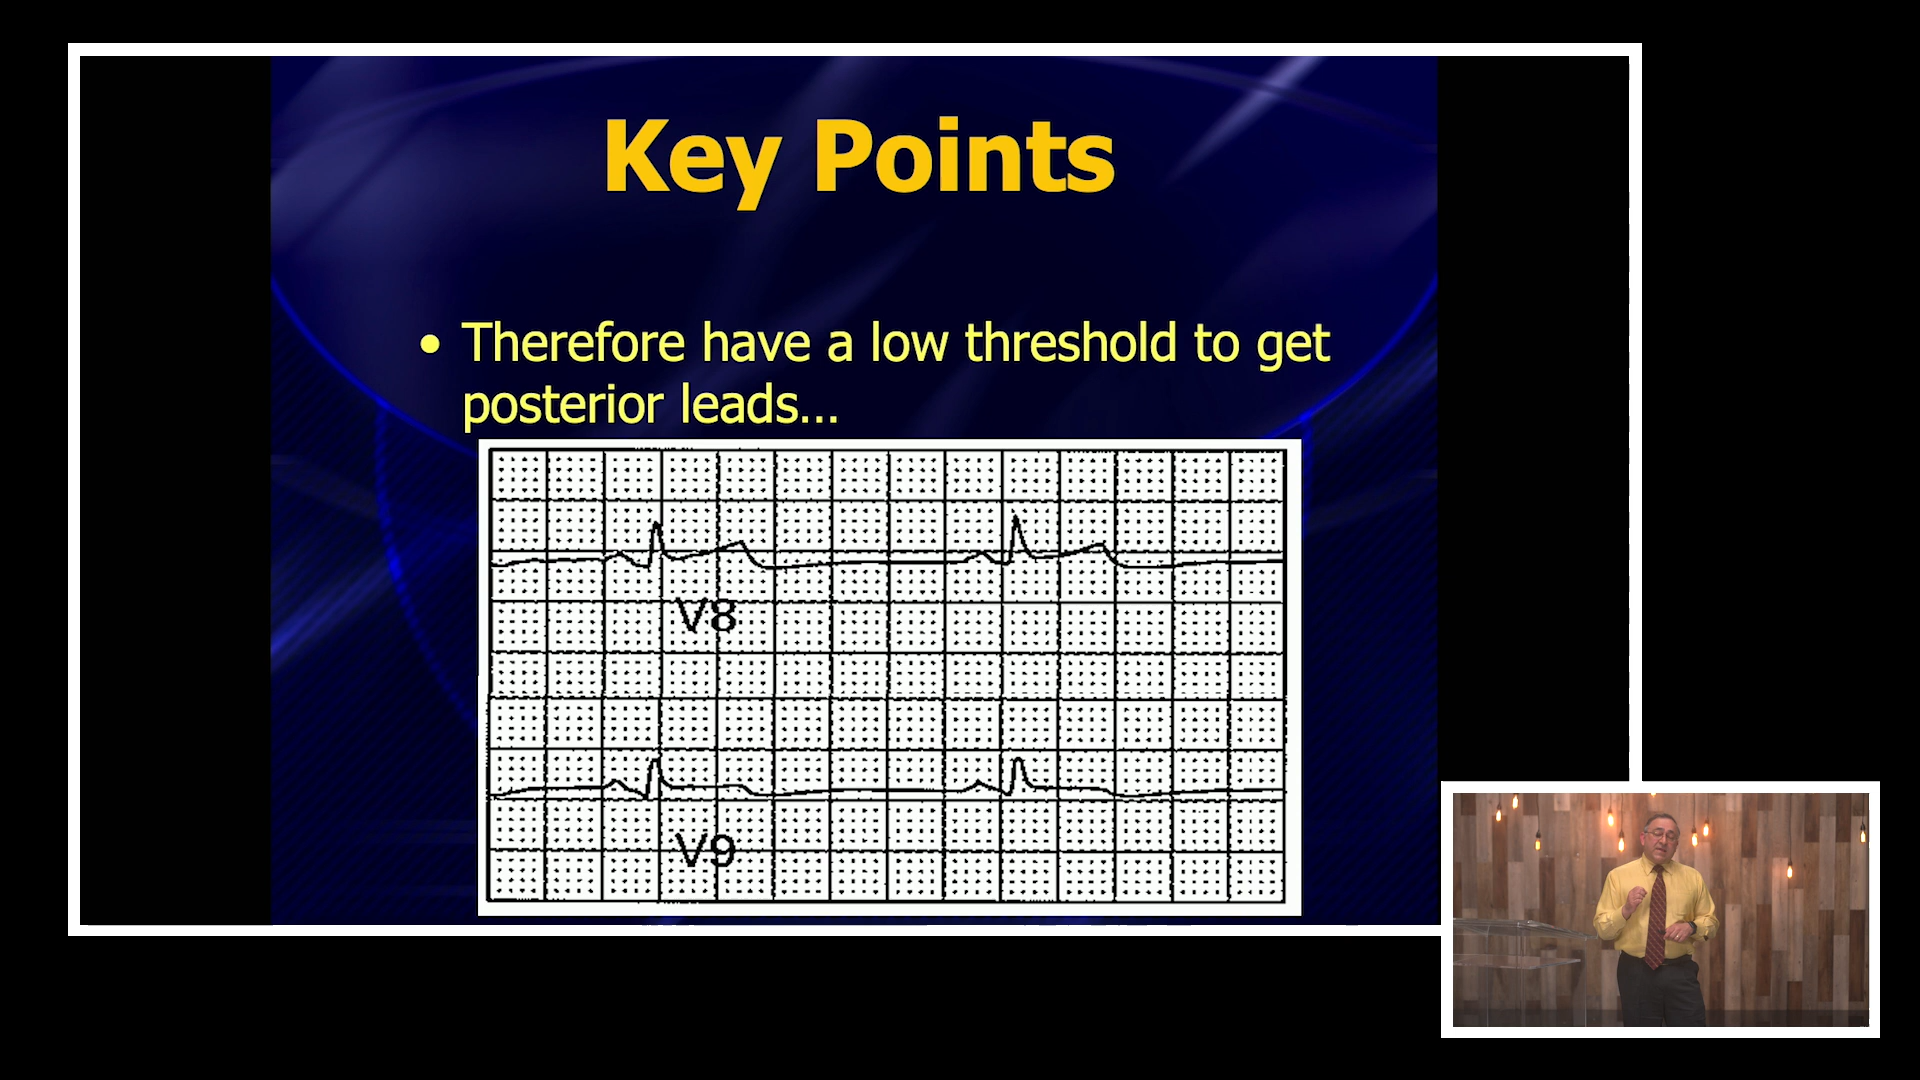 Key Points
• Therefore have a low threshold to get
posterior leads...
V8
V9